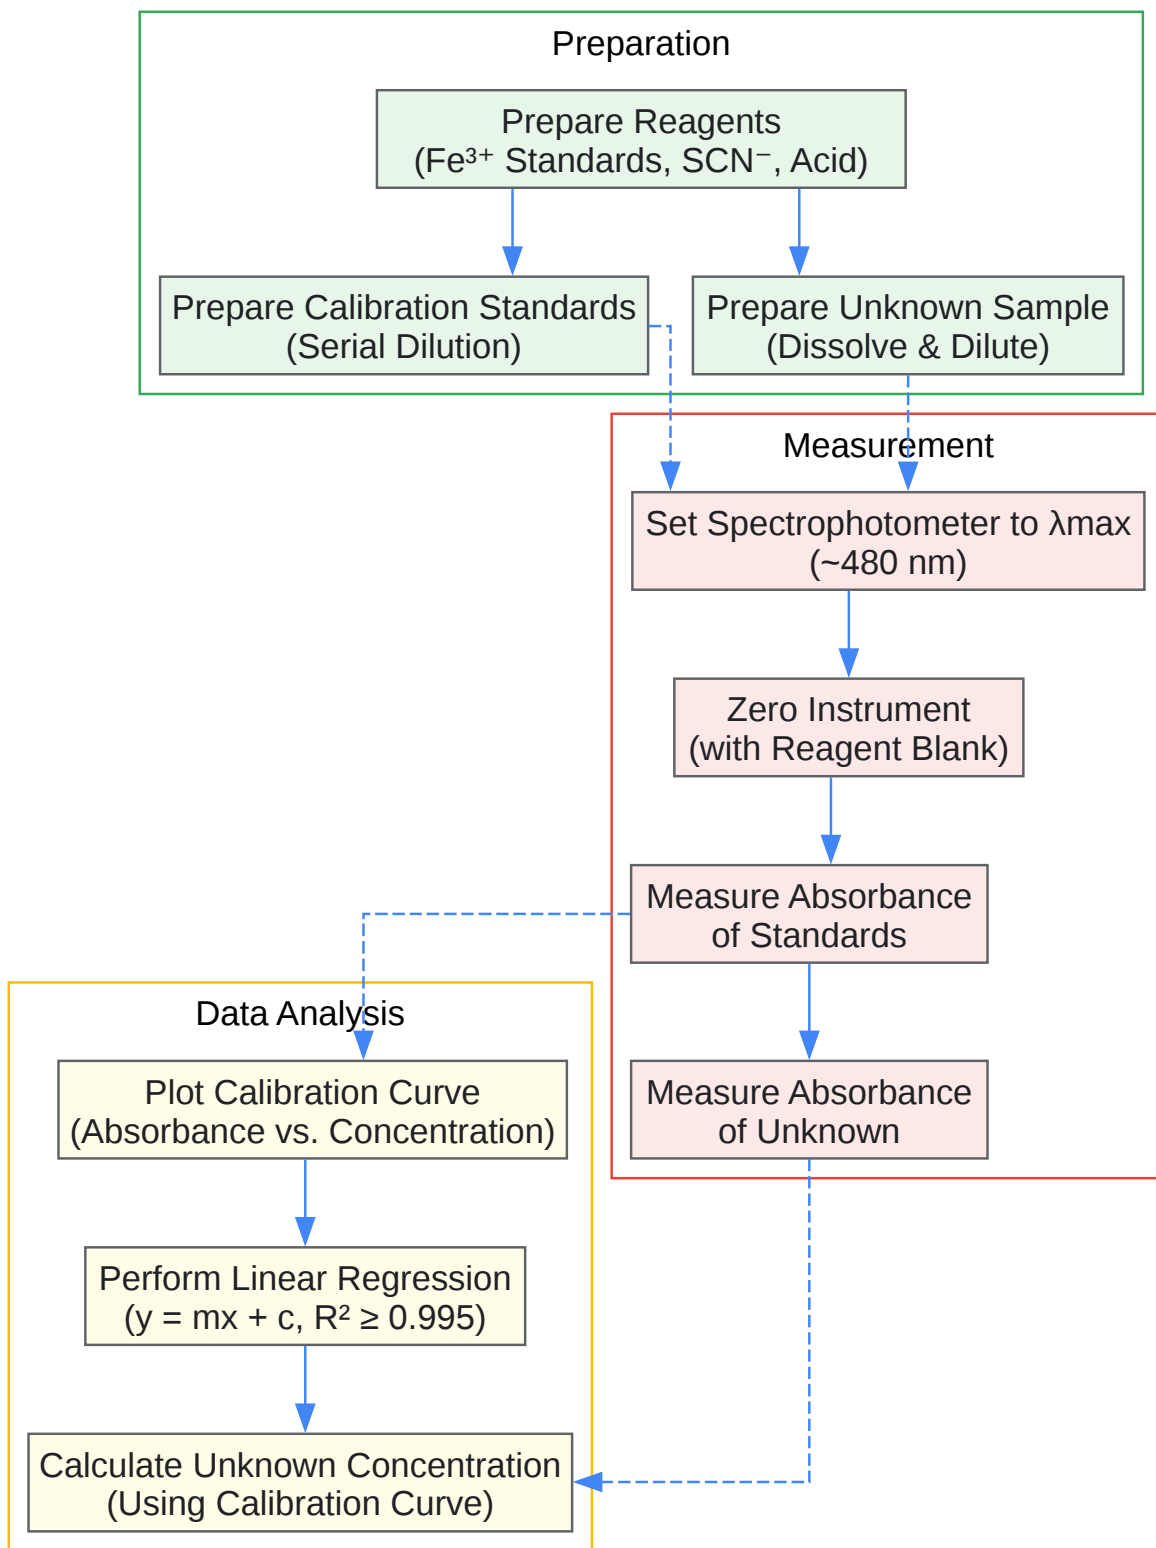 Preparation
Prepare Reagents
(Fe³⁺ Standards, SCN⁻, Acid)
Prepare Calibration Standards
(Serial Dilution)
Prepare Unknown Sample
(Dissolve & Dilute)
Measurement
Set Spectrophotometer to λmax
(~480 nm)
Zero Instrument
(with Reagent Blank)
Measure Absorbance
of Standards
Measure Absorbance
of Unknown
Data Analysis
Plot Calibration Curve
(Absorbance vs. Concentration)
Perform Linear Regression
(y = mx + c, R² ≥ 0.995)
Calculate Unknown Concentration
(Using Calibration Curve)